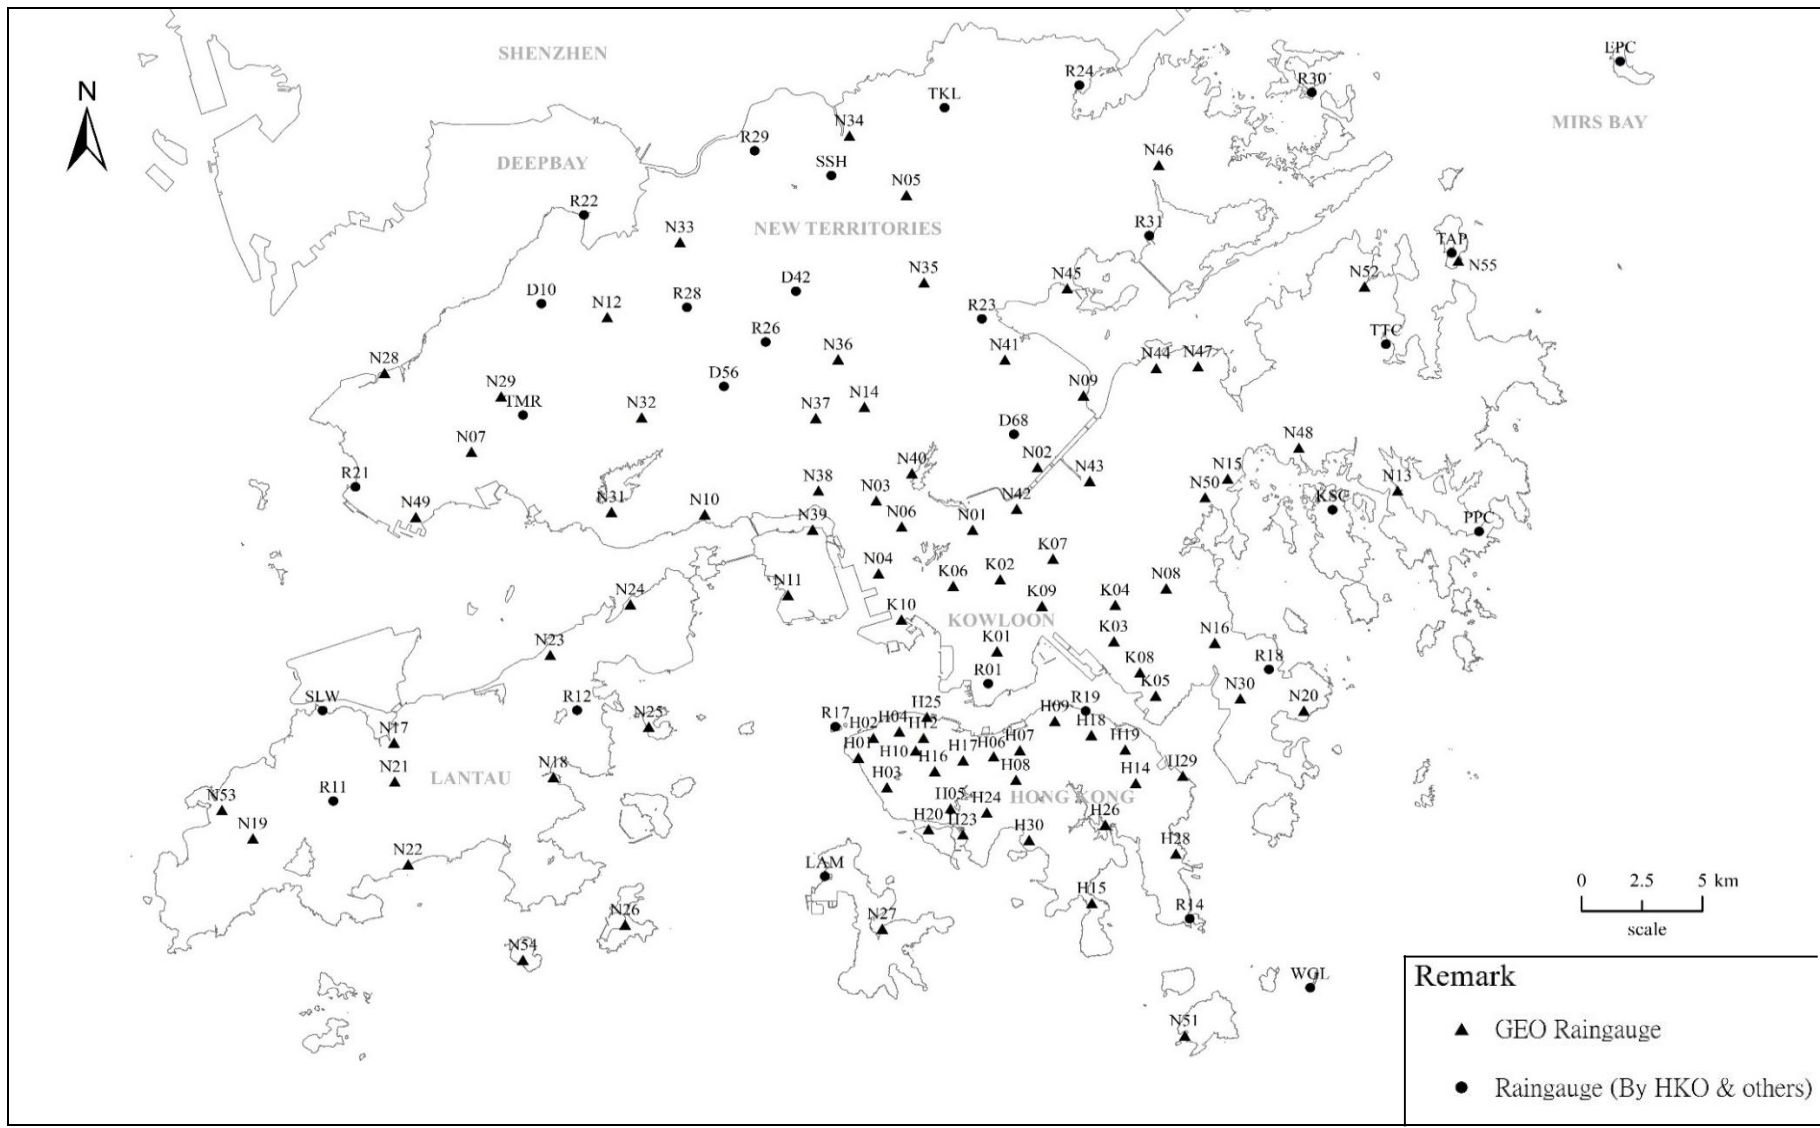 SHENZHEN
EPC
R24
R30
N
TKL
MIRS BAY
N34
R29
SSH
DEEPBAY
N46
N05
R22
R31
N33
NEW TERRITORIES
TAP
N55
N35
N45
N52
D42
D10
N12
R28
R23
R26
TTC
N36
N41
N44
N47
N28
D56
N29
N09
TMR
N32
N37
N14
D68
N48
N07
N02
N40
N43
N15
R21
N38
N03
N50
N13
KSC
N49
N31
N10
N42
N39
N06
N01
PPC
K07
N04
K06
K02
N11
N08
N24
K09
K04
K10
KOWLOON
N23
K01
K03
N16
R01
K08
R18
K05
SLW
R12
N25
N30
N20
R17
H25
R19
H09
H02
H04
H12
H18
N17
H01
H10
H06
H07
H19
H17
H16
N21
LANTAU
N18
H03
H08
H14
H29
R11
N53
H05
H24
HONG KONG
N19
H20
H23
H30
H26
H28
N22
LAM
0 2.5 5 km
H15
R14
N26
N27
scale
N54
WGL
Remark
N51
GEO Raingauge
Raingauge (By HKO & others)